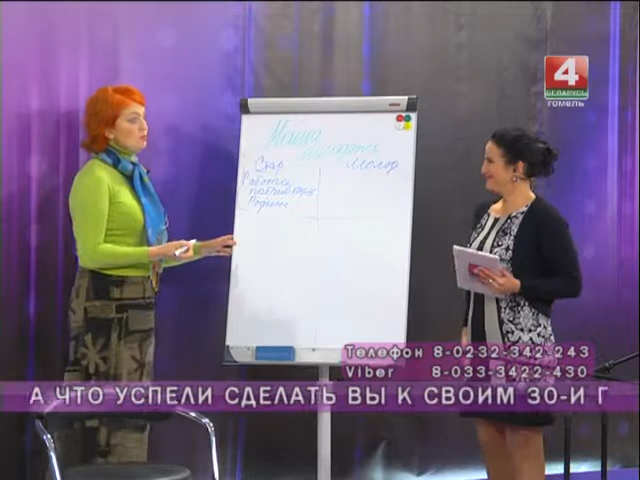 4
БЕЛАРУСЬ
ГОМЕЛЬ
Наша
Стар
Молод
Работа
Родина
Телефон 8-0232-342 243
Viber 8-033-3422-430
А ЧТО УСПЕЛИ СДЕЛАТЬ ВЫ К СВОИМ 30-И Г